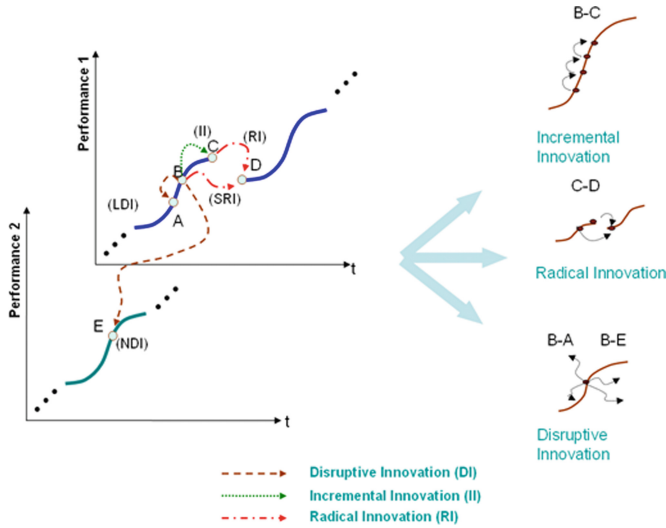 B-C
Performance 1
(II)
C
(RI)
B
D
(LDI)
(SRI)
A
Incremental
Innovation
C-D
t
Radical Innovation
Performance 2
E
(NDI)
B-A B-E
t
Disruptive
Innovation
Disruptive Innovation (DI)
Incremental Innovation (II)
Radical Innovation (RI)